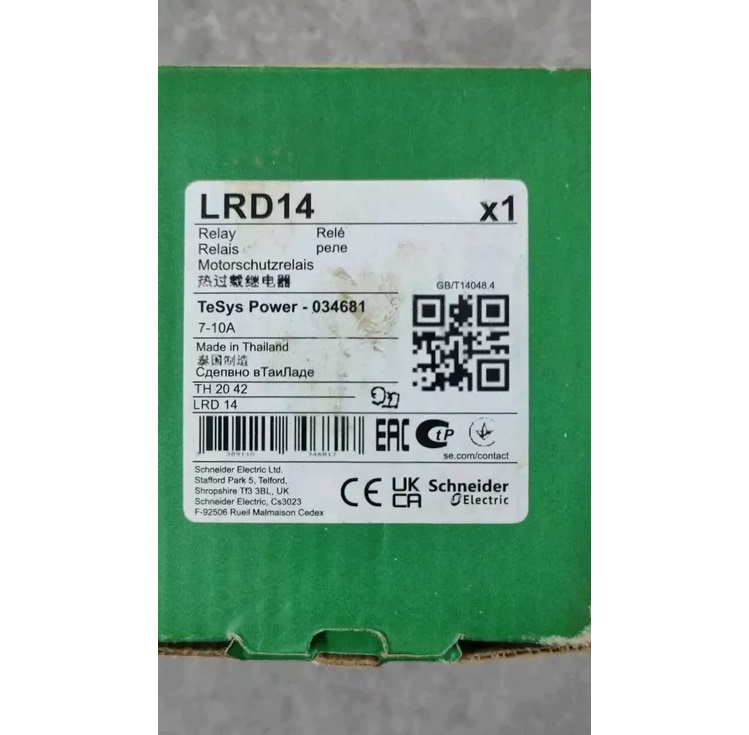 LRD14 x1
Relay Relé
Relais реле
Motorschutzrelais
热过载继电器
GB/T14048.4
TeSys Power - 034681
7-10A
Made in Thailand
泰国制造
Сдепвно вТаиЛаде
TH 20 42
LRD 14
EAC
se.com/contact
Schneider Electric Ltd.
Stafford Park 5, Telford,
Shropshire Tf3 3BL, UK
Schneider Electric, Cs3023
F-92506 Rueil Malmaison Cedex
CE UK
CA
Schneider
Electric